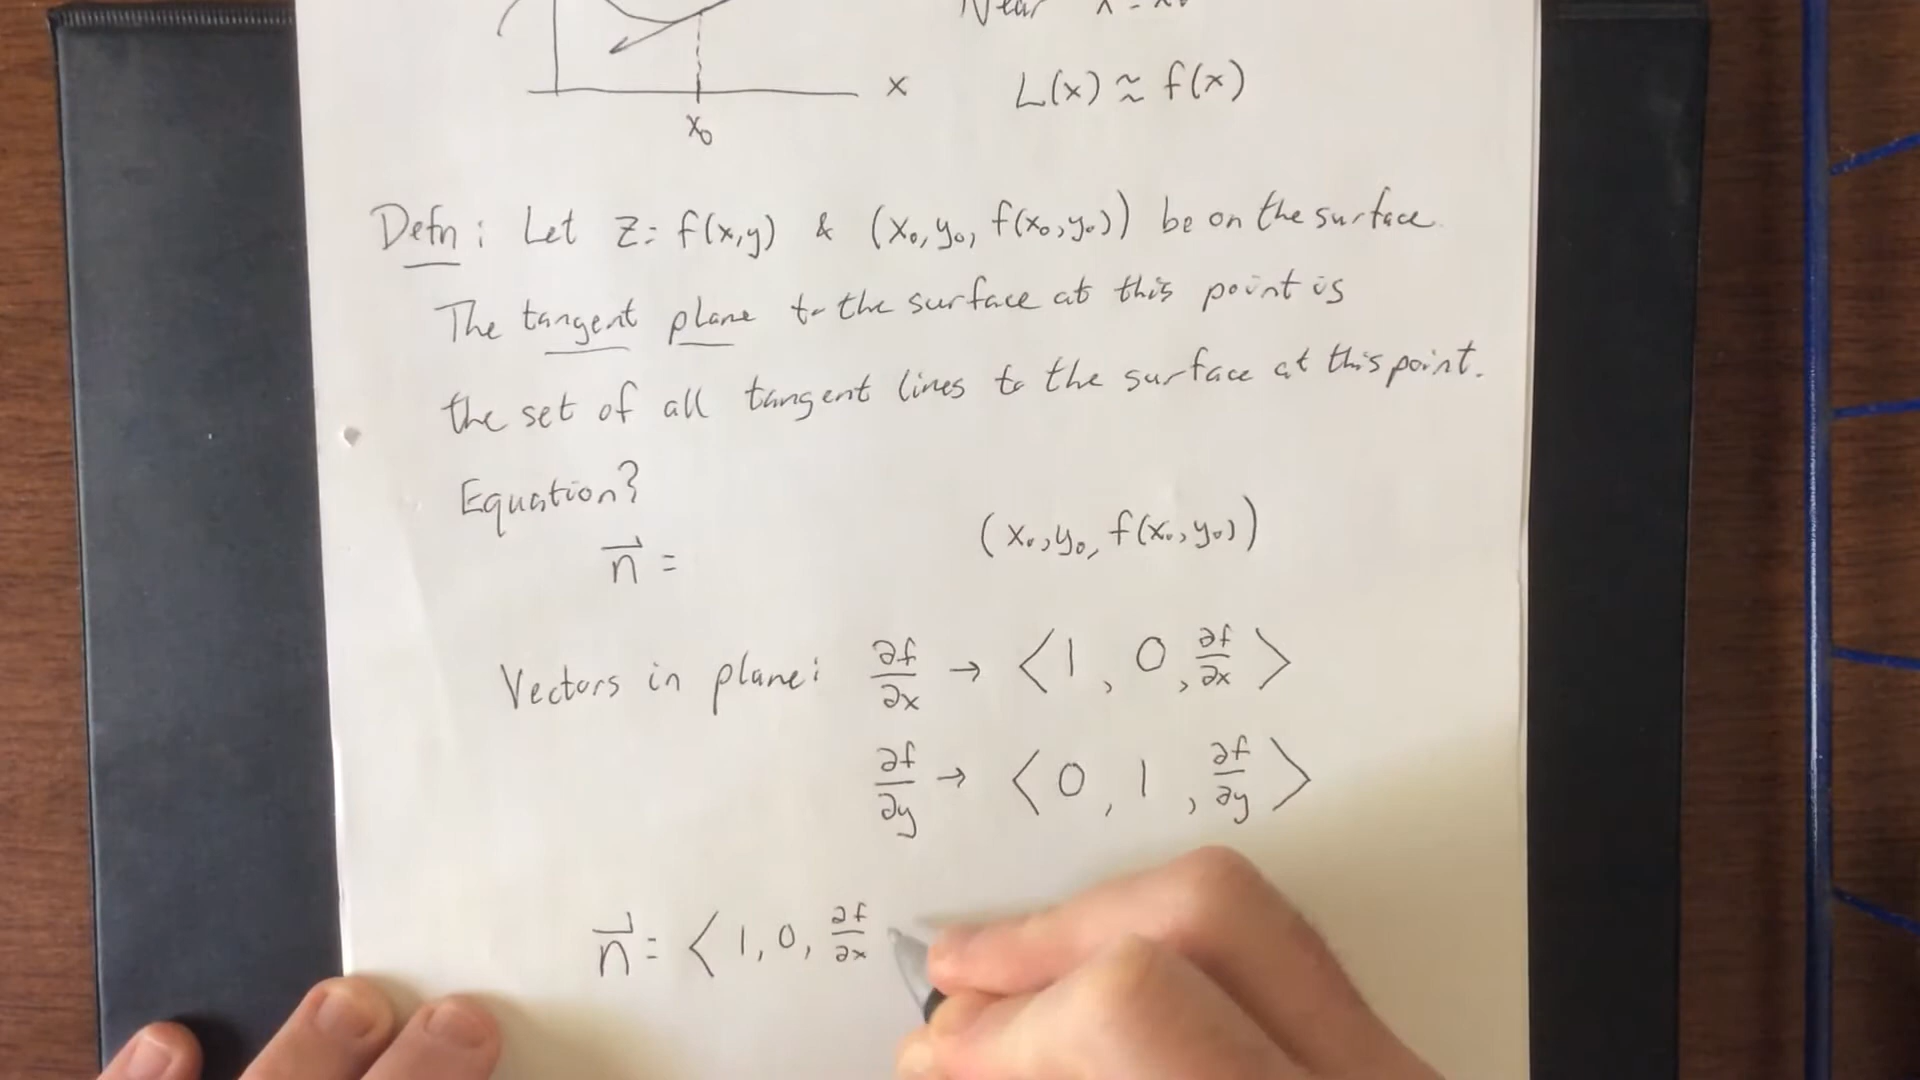 Near x = x₀
x
L(x) ≈ f(x)
x₀
Defn: Let z = f(x,y) & (x₀, y₀, f(x₀,y₀)) be on the surface.
The tangent plane to the surface at this point is
the set of all tangent lines to the surface at this point.
Equation?
(x₀, y₀, f(x₀, y₀))
n⃗ =
Vectors in plane: ∂f/∂x → ⟨1, 0, ∂f/∂x⟩
∂f/∂y → ⟨0, 1, ∂f/∂y⟩
n⃗ = ⟨1, 0, ∂f/∂x